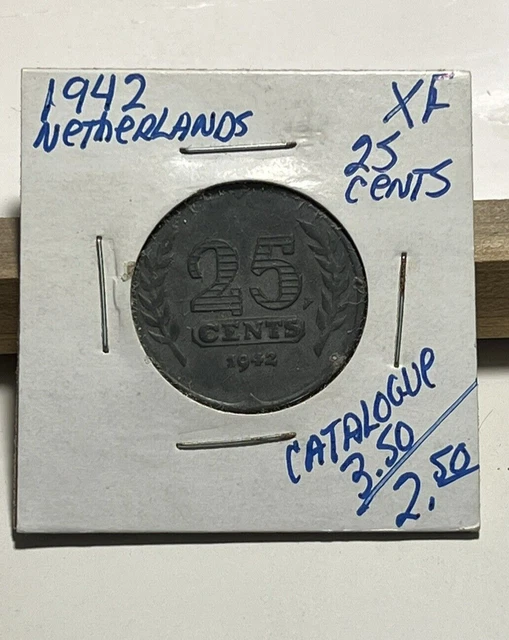 1942
NetHeRLANDS
XF
25
CeNTS
25
CENTS
1942
CATALOGUe
3.50
2.50